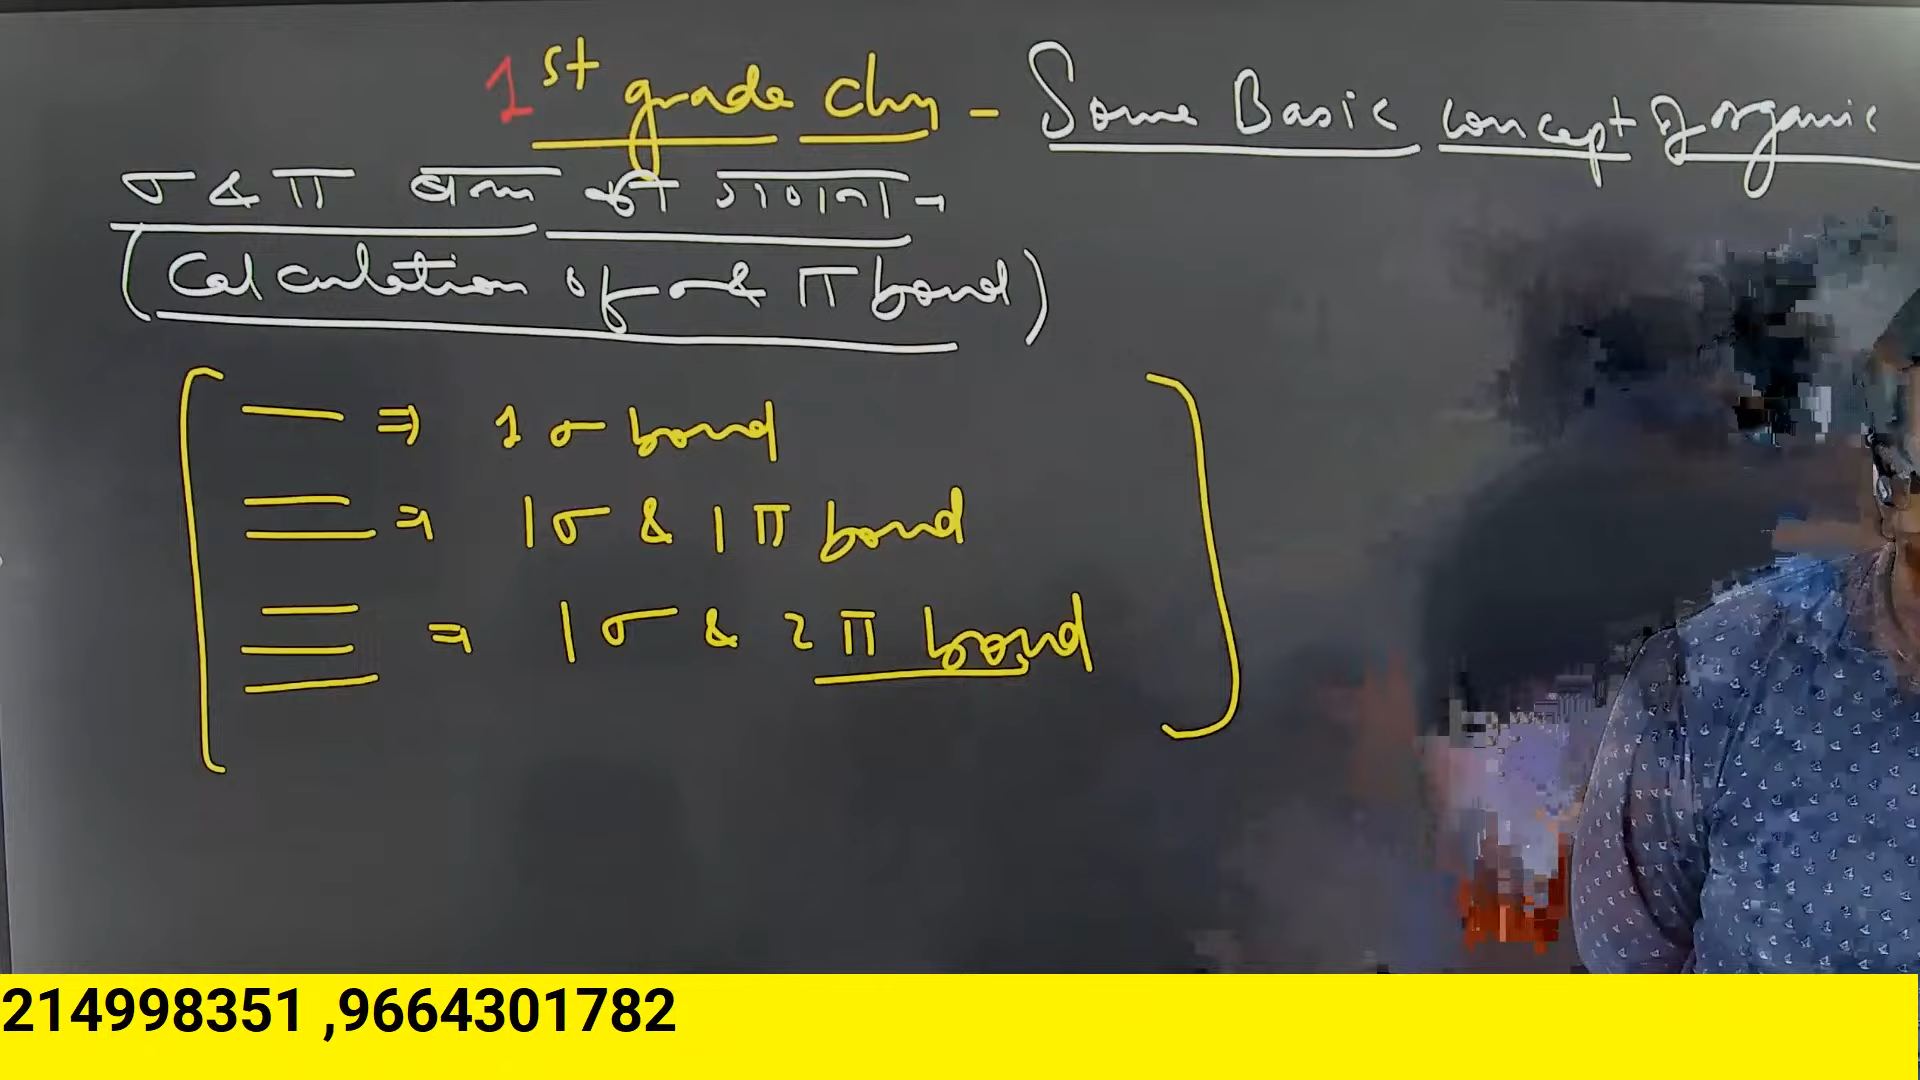 1st grade Chy - Some Basic concept of organic
σ & π बन्ध की गणना -
(Calculation of σ & π bond)
— ⇒ 1 σ bond
= ⇒ 1σ & 1π bond
≡ ⇒ 1σ & 2π bond
214998351 ,9664301782